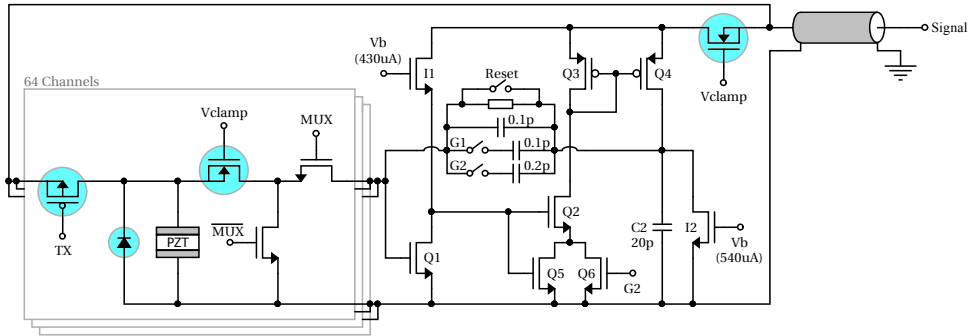 Signal
Vb
(430uA)
I1
Q3
Q4
Vclamp
Reset
64 Channels
0.1p
Vclamp
MUX
G1
0.1p
G2
0.2p
Q2
MUX
PZT
TX
C2
20p
I2
Vb
(540uA)
Q1
Q5
Q6
G2